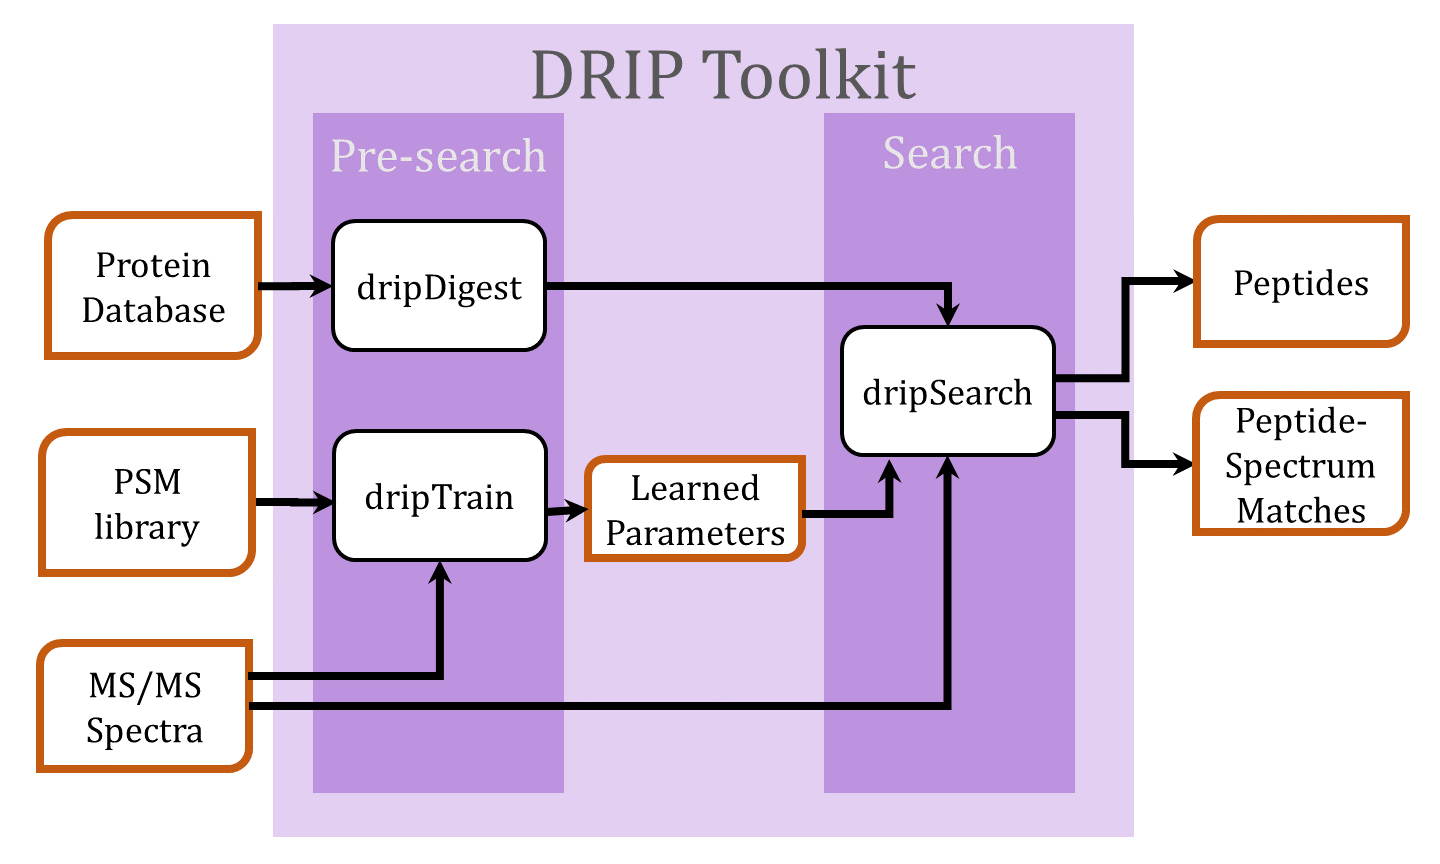 DRIP Toolkit
Pre-search
Search
Protein
Database
dripDigest
Peptides
dripSearch
PSM
library
dripTrain
Learned
Parameters
Peptide-
Spectrum
Matches
MS/MS
Spectra